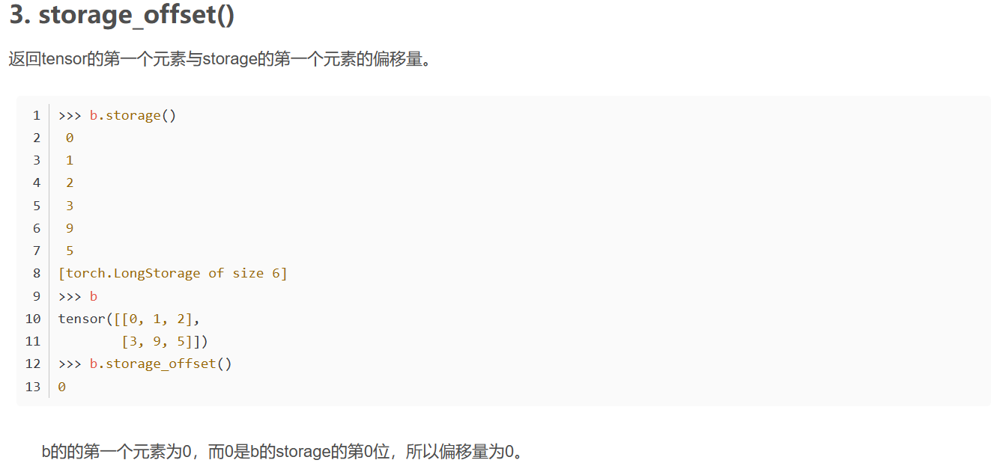 3. storage_offset()
返回tensor的第一个元素与storage的第一个元素的偏移量。
1 >>> b.storage()
2  0
3  1
4  2
5  3
6  9
7  5
8 [torch.LongStorage of size 6]
9 >>> b
10 tensor([[0, 1, 2],
11         [3, 9, 5]])
12 >>> b.storage_offset()
13 0
b的的第一个元素为0，而0是b的storage的第0位，所以偏移量为0。